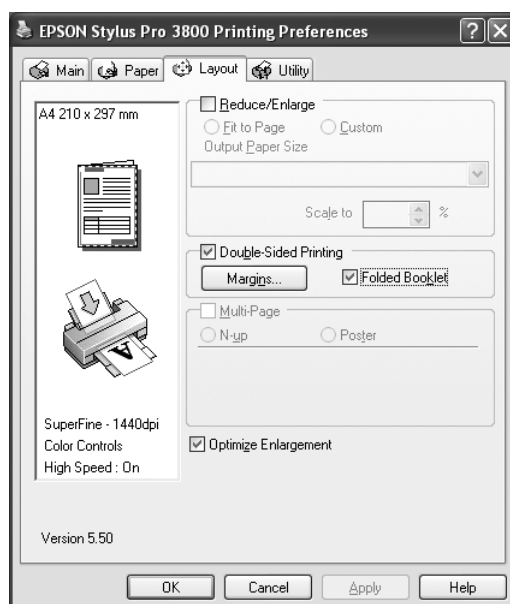 EPSON Stylus Pro 3800 Printing Preferences
Main Paper Layout Utility
A4 210 x 297 mm
Reduce/Enlarge
Fit to Page Custom
Output Paper Size
Scale to %
Double-Sided Printing
Margins... Folded Booklet
Multi-Page
N-up Poster
A
SuperFine - 1440dpi
Color Controls
High Speed : On
Optimize Enlargement
Version 5.50
OK Cancel Apply Help